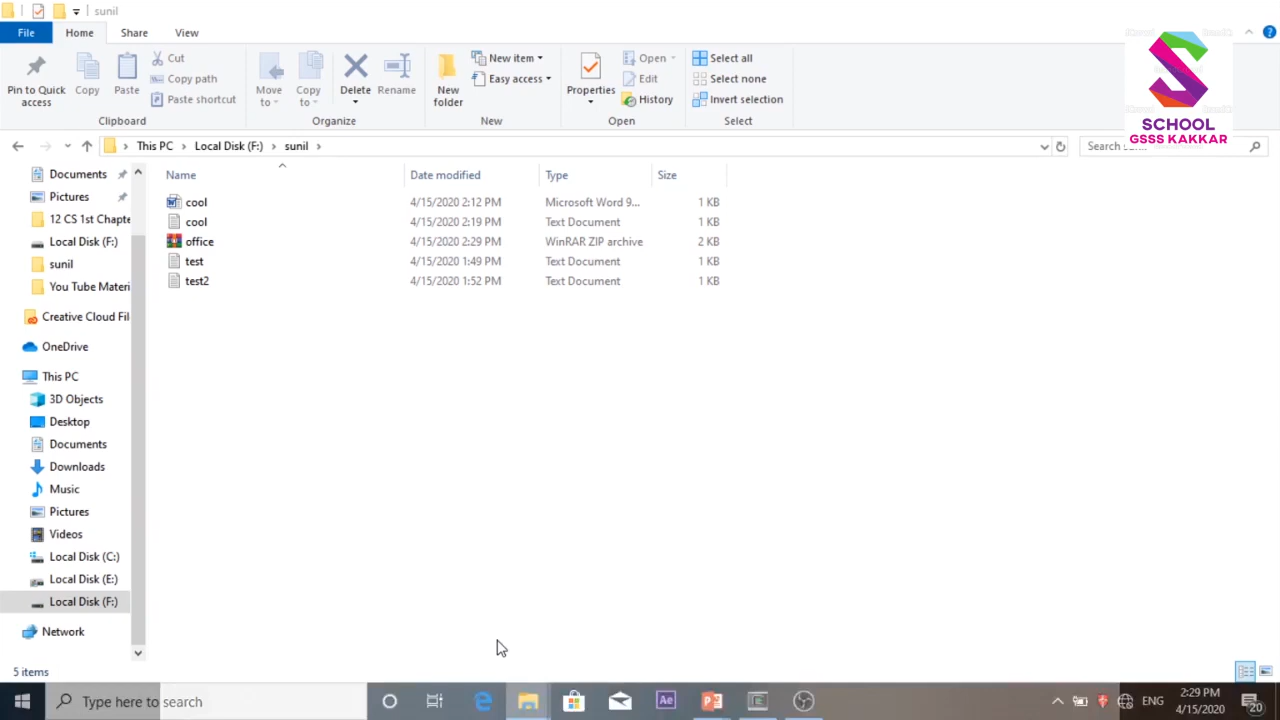 sunil
File Home Share View
Pin to Quick access
Copy
Paste
Cut
Copy path
Paste shortcut
Clipboard
Move to
Copy to
Delete
Rename
Organize
New folder
New item
Easy access
New
Properties
Open
Edit
History
Open
Select all
Select none
Invert selection
Select
SCHOOL
GSSS KAKKAR
This PC > Local Disk (F:) > sunil >
Search
Documents
Pictures
12 CS 1st Chapte
Local Disk (F:)
sunil
You Tube Materi
Creative Cloud Fil
OneDrive
This PC
3D Objects
Desktop
Documents
Downloads
Music
Pictures
Videos
Local Disk (C:)
Local Disk (E:)
Local Disk (F:)
Network
Name Date modified Type Size
cool 4/15/2020 2:12 PM Microsoft Word 9... 1 KB
cool 4/15/2020 2:19 PM Text Document 1 KB
office 4/15/2020 2:29 PM WinRAR ZIP archive 2 KB
test 4/15/2020 1:49 PM Text Document 1 KB
test2 4/15/2020 1:52 PM Text Document 1 KB
5 items
Type here to search
Ae
ENG
2:29 PM
4/15/2020
20